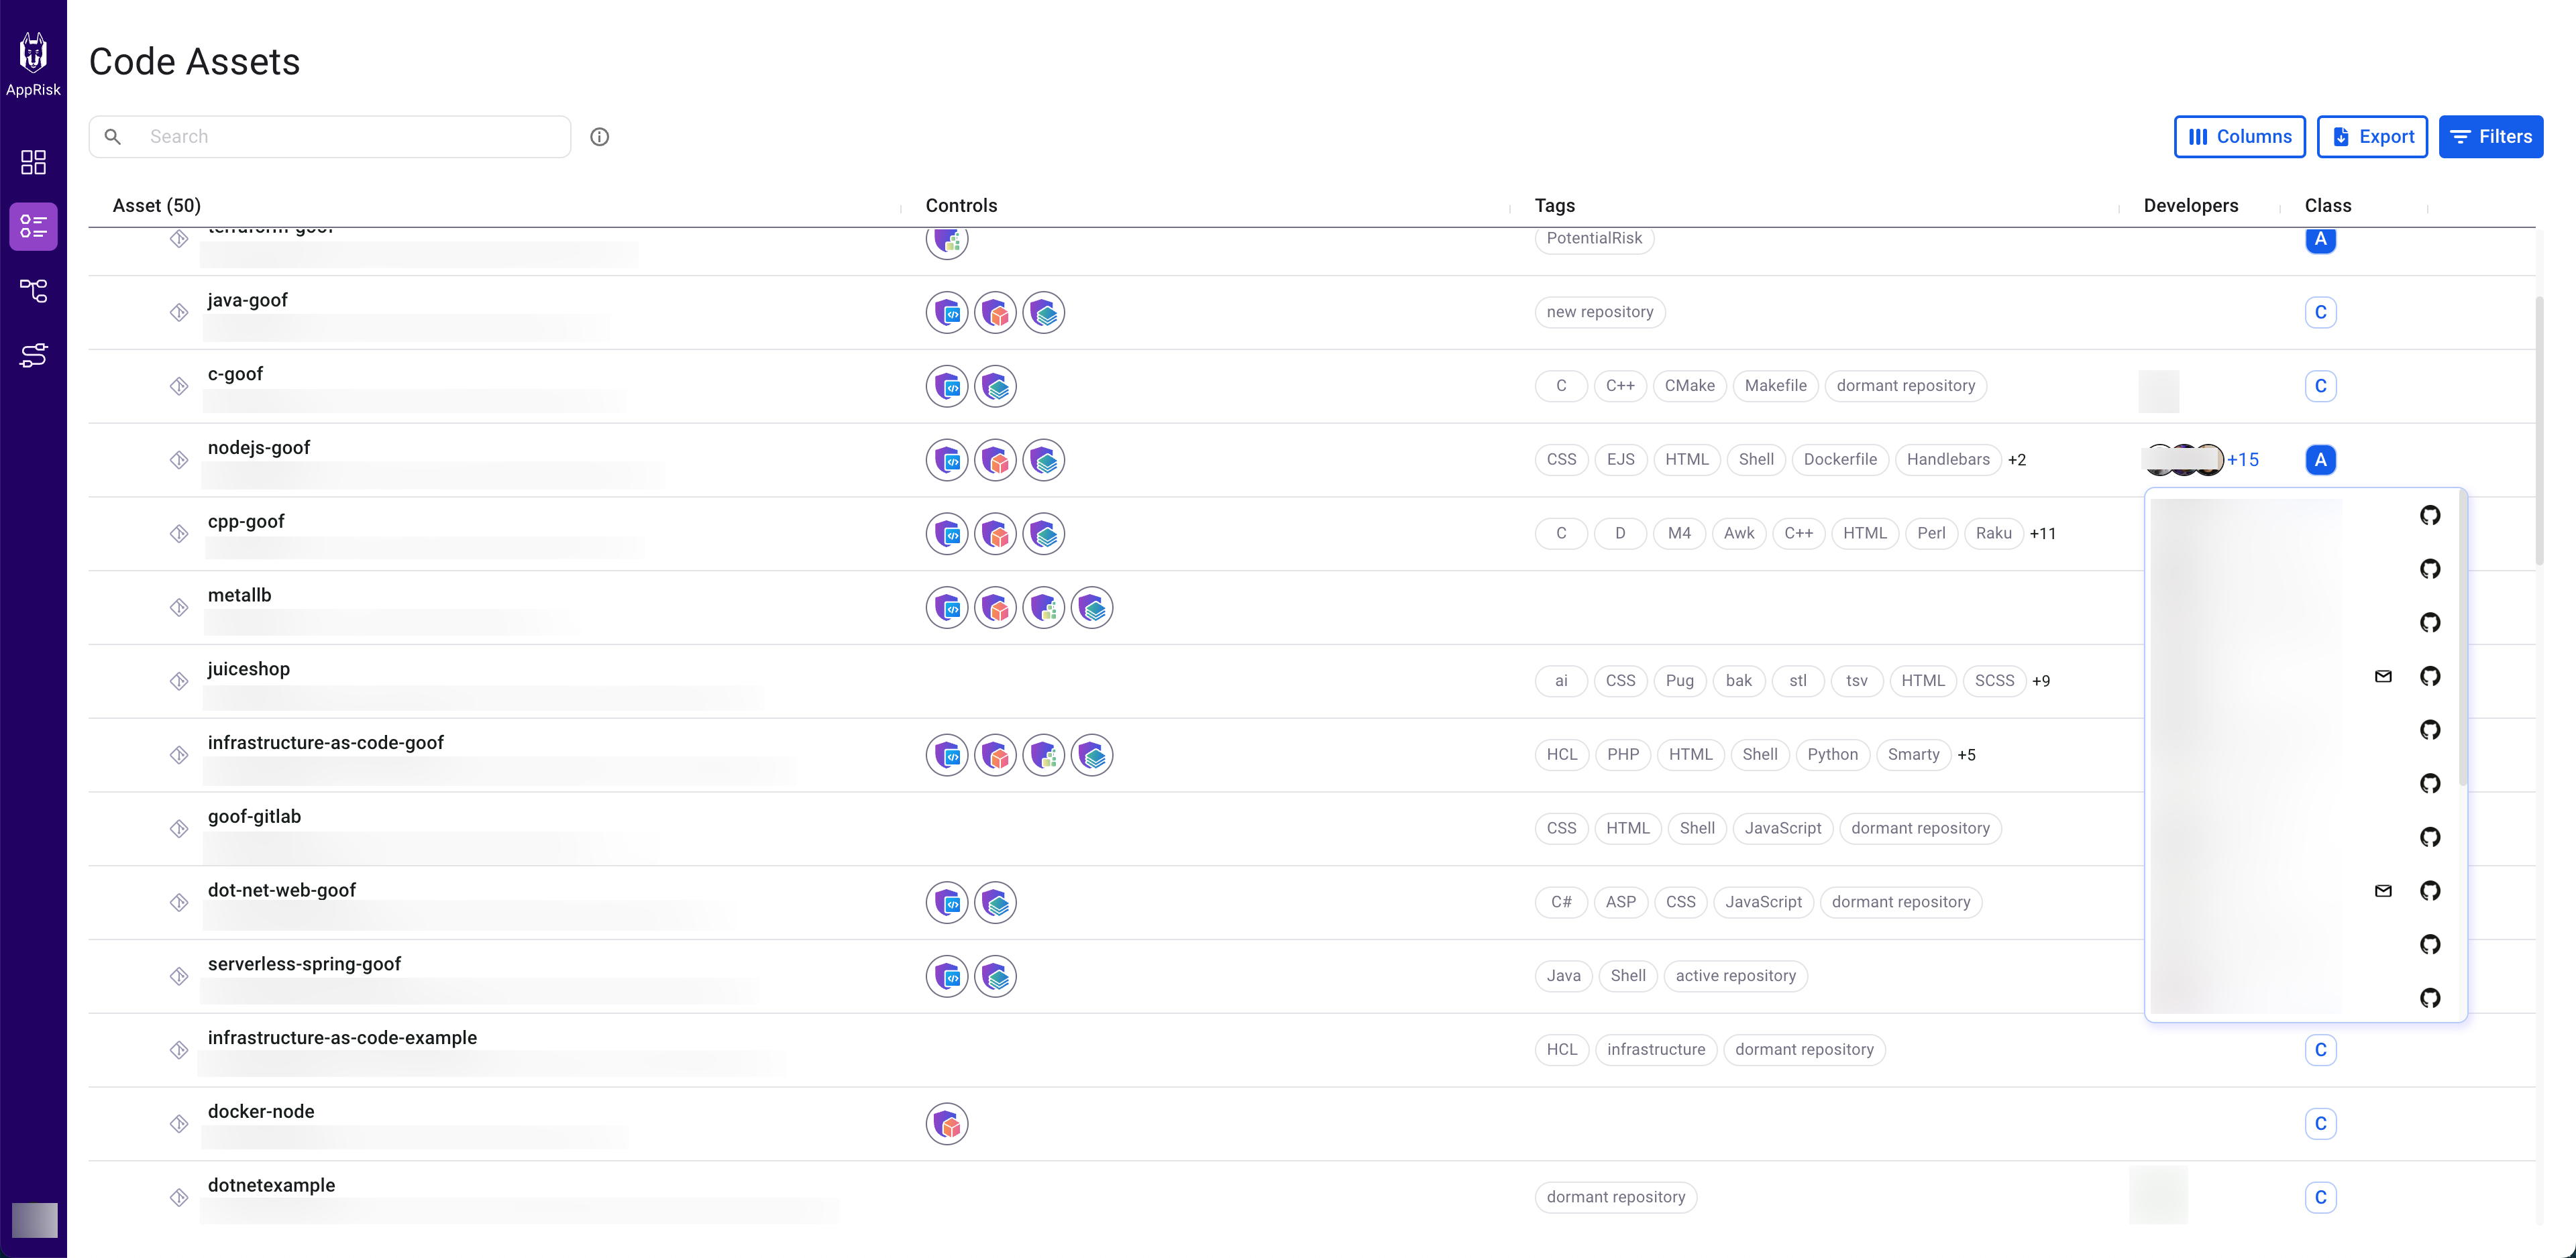 AppRisk
Code Assets
Search
Columns Export Filters
Asset (50) Controls Tags Developers Class
terraform-goof PotentialRisk A
java-goof new repository C
c-goof C C++ CMake Makefile dormant repository C
nodejs-goof CSS EJS HTML Shell Dockerfile Handlebars +2 +15 A
cpp-goof C D M4 Awk C++ HTML Perl Raku +11
metallb
juiceshop ai CSS Pug bak stl tsv HTML SCSS +9
infrastructure-as-code-goof HCL PHP HTML Shell Python Smarty +5
goof-gitlab CSS HTML Shell JavaScript dormant repository
dot-net-web-goof C# ASP CSS JavaScript dormant repository
serverless-spring-goof Java Shell active repository
infrastructure-as-code-example HCL infrastructure dormant repository C
docker-node C
dotnetexample dormant repository C